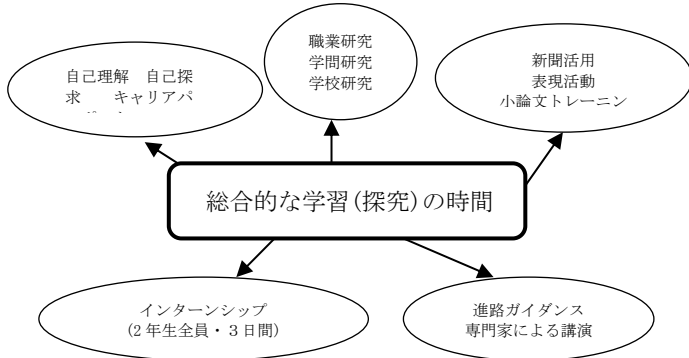 職業研究
学問研究
学校研究
自己理解　自己探
求　　キャリアパ
新聞活用
表現活動
小論文トレーニン
総合的な学習(探究)の時間
インターンシップ
(2年生全員・３日間)
進路ガイダンス
専門家による講演